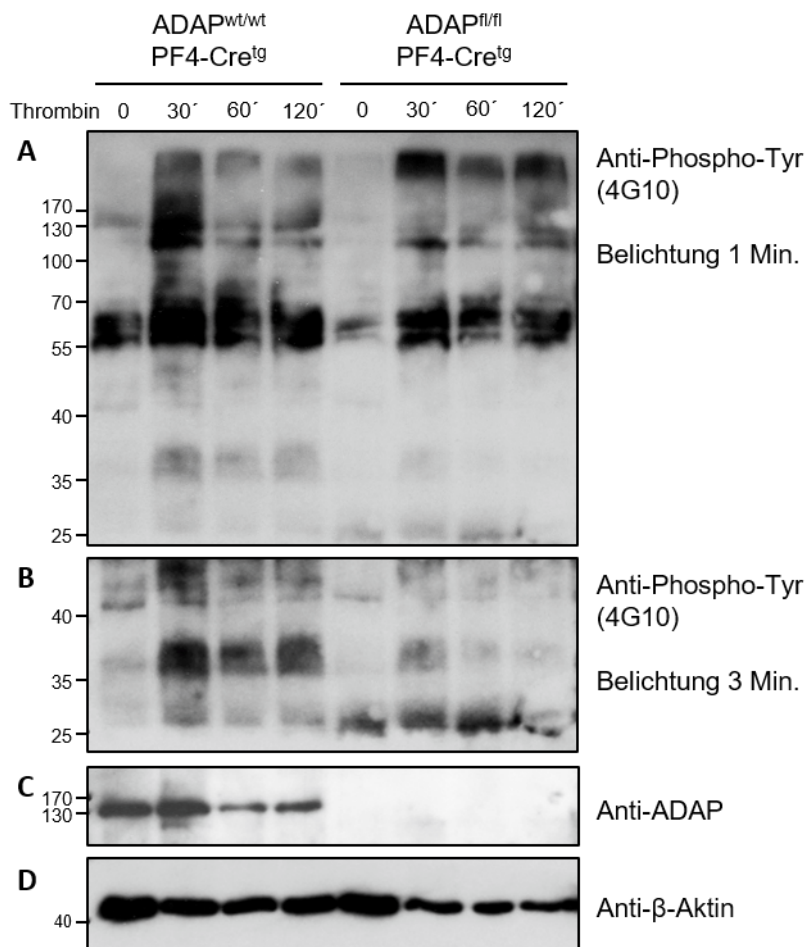 ADAPwt/wt ADAPfl/fl
PF4-Cretg PF4-Cretg
Thrombin 0 30´ 60´ 120´ 0 30´ 60´ 120´
A
Anti-Phospho-Tyr
(4G10)
Belichtung 1 Min.
170
130
100
70
55
40
35
25
B
Anti-Phospho-Tyr
(4G10)
Belichtung 3 Min.
40
35
25
C
170
130
Anti-ADAP
D
40
Anti-β-Aktin